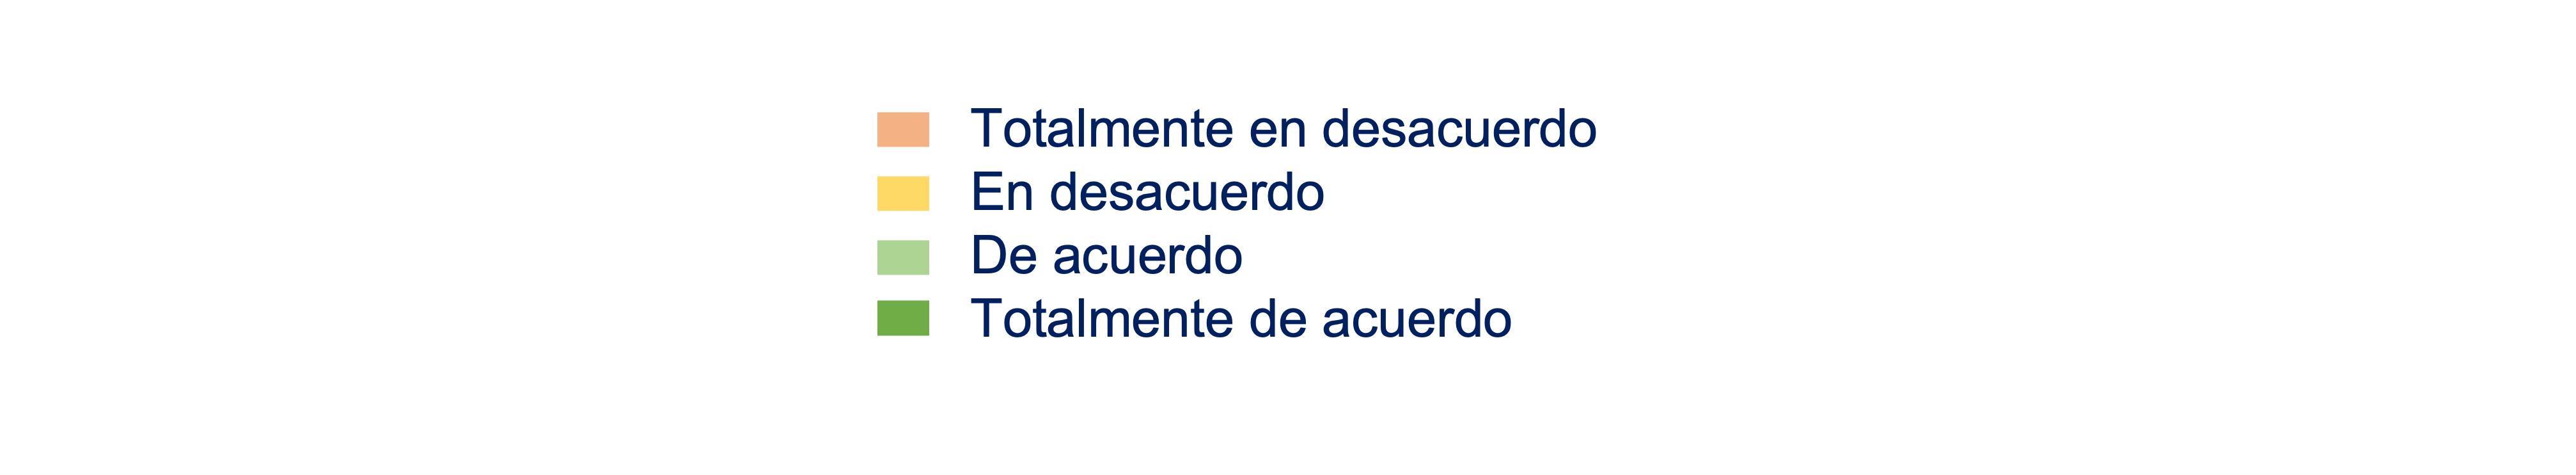 Totalmente en desacuerdo
En desacuerdo
De acuerdo
Totalmente de acuerdo